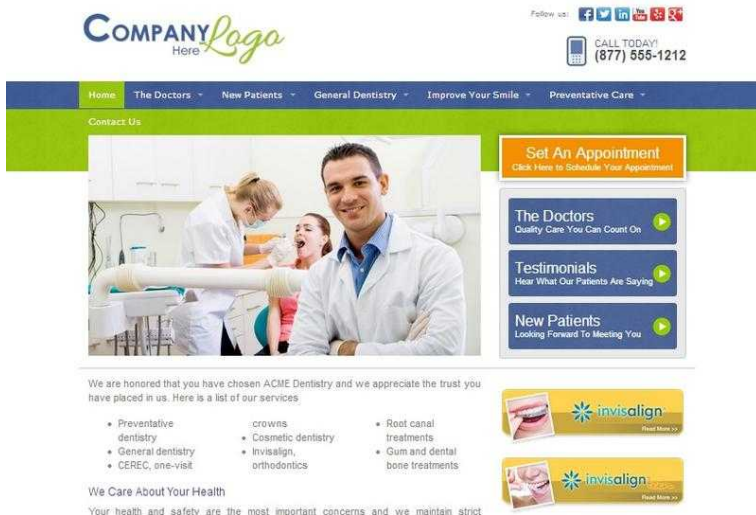 COMPANY Logo
Here
Follow us:
CALL TODAY!
(877) 555-1212
Home The Doctors New Patients General Dentistry Improve Your Smile Preventative Care
Contact Us
Set An Appointment
Click Here to Schedule Your Appointment
The Doctors
Quality Care You Can Count On
Testimonials
Hear What Our Patients Are Saying
New Patients
Looking Forward To Meeting You
We are honored that you have chosen ACME Dentistry and we appreciate the trust you
have placed in us. Here is a list of our services
Preventative
dentistry
General dentistry
CEREC, one-visit
crowns
Cosmetic dentistry
Invisalign,
orthodontics
Root canal
treatments
Gum and dental
bone treatments
invisalign
Read More >>
invisalign
Read More >>
We Care About Your Health
Your health and safety are the most important concerns and we maintain strict